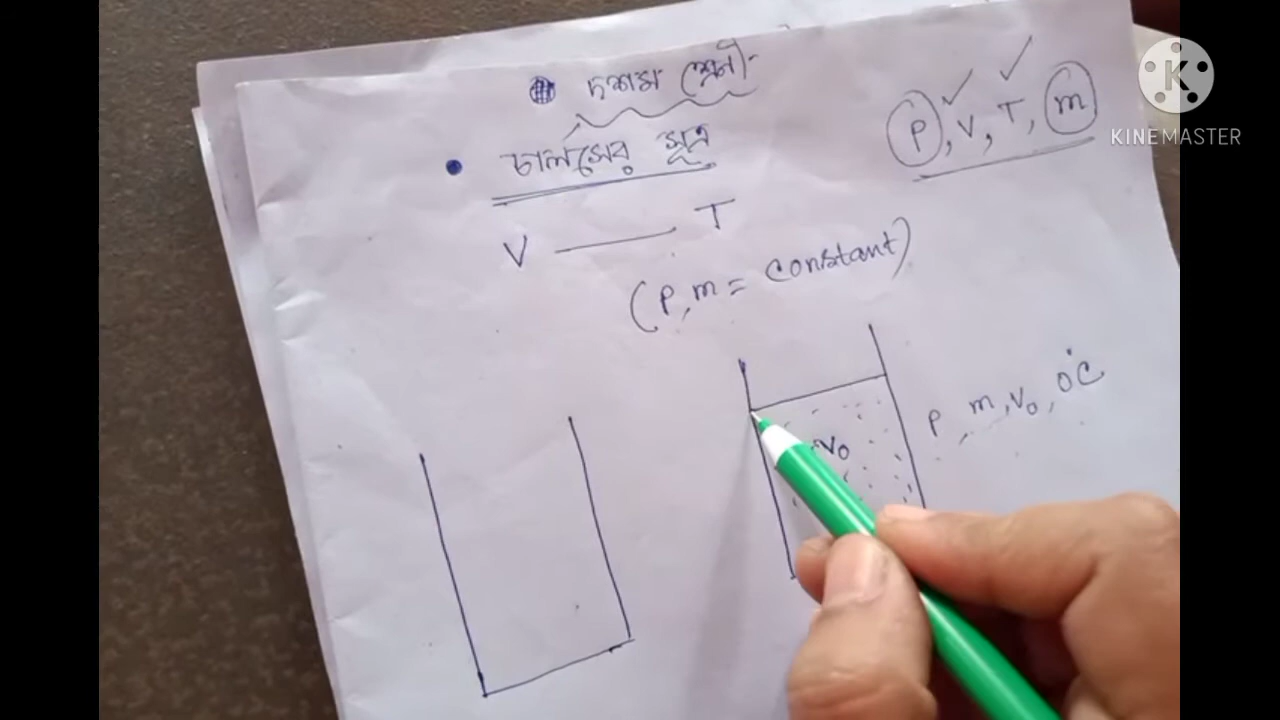 দশম শ্রেণী
চার্লসের সূত্র
P, V, T, m
V — T
(P, m = constant)
V₀
P, m, V₀, 0°C
K
KINEMASTER